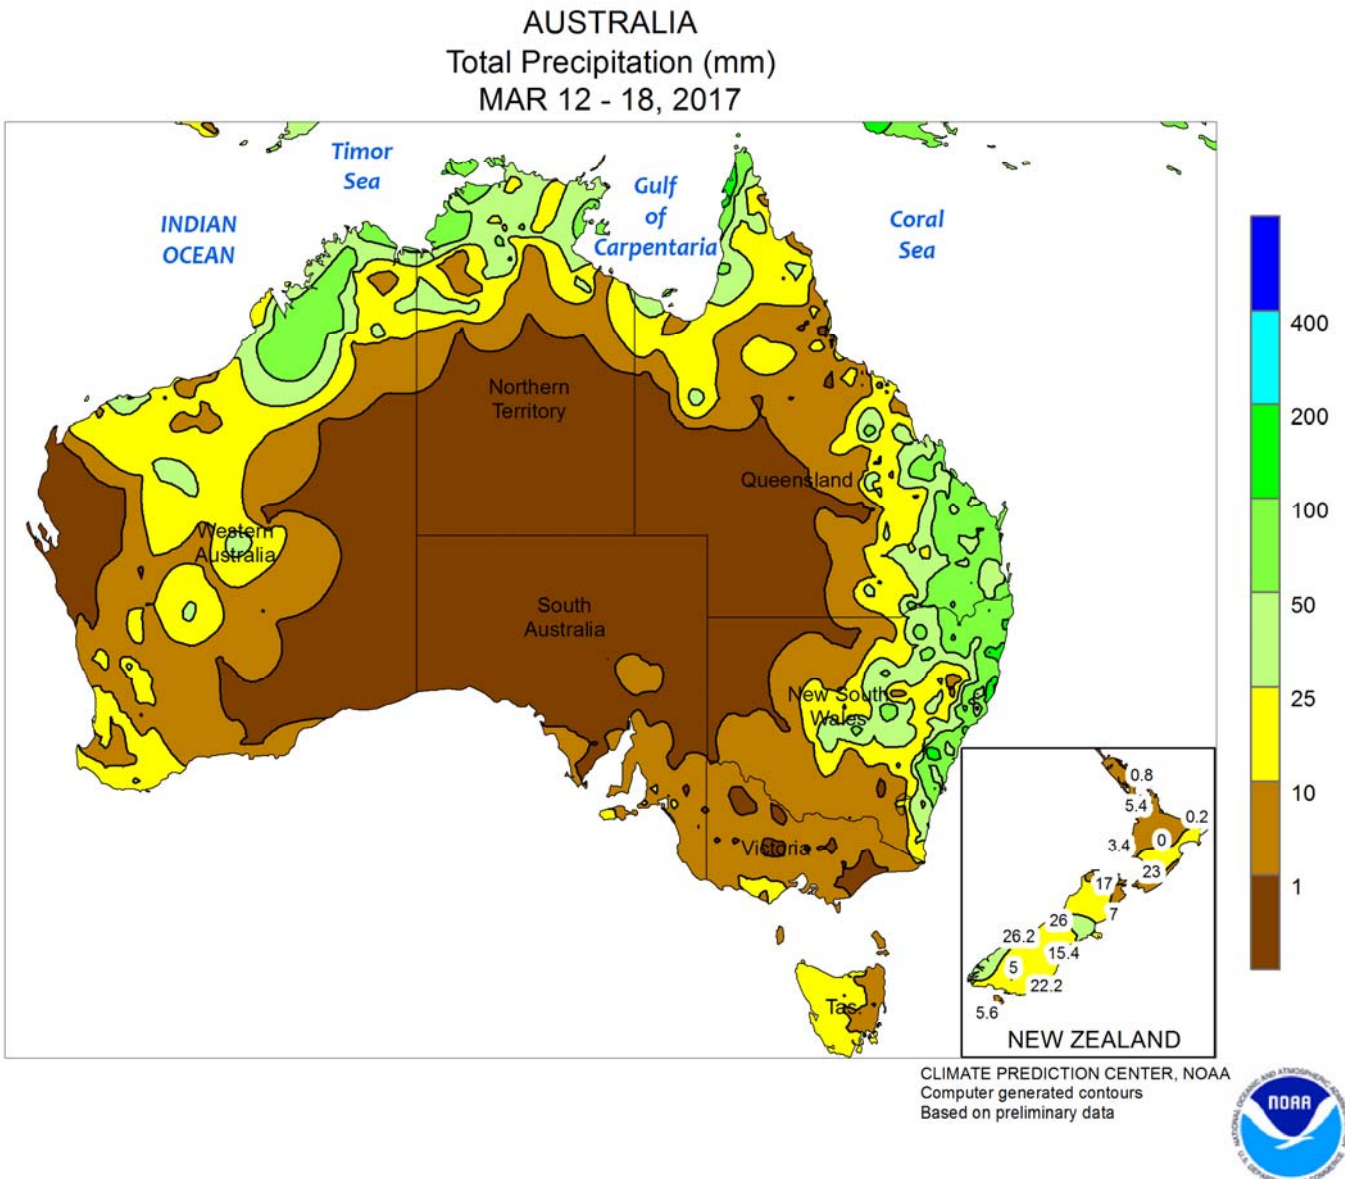 AUSTRALIA
Total Precipitation (mm)
MAR 12 - 18, 2017
Timor
Sea
Gulf
of
Carpentaria
INDIAN
OCEAN
Coral
Sea
400
200
100
50
25
10
1
Northern
Territory
Queensland
Western
Australia
South
Australia
New South
Wales
Victoria
Tas.
0.8
5.4
0.2
3.4
0
23
17
7
26
26.2
15.4
5
22.2
5.6
NEW ZEALAND
CLIMATE PREDICTION CENTER, NOAA
Computer generated contours
Based on preliminary data
NOAA